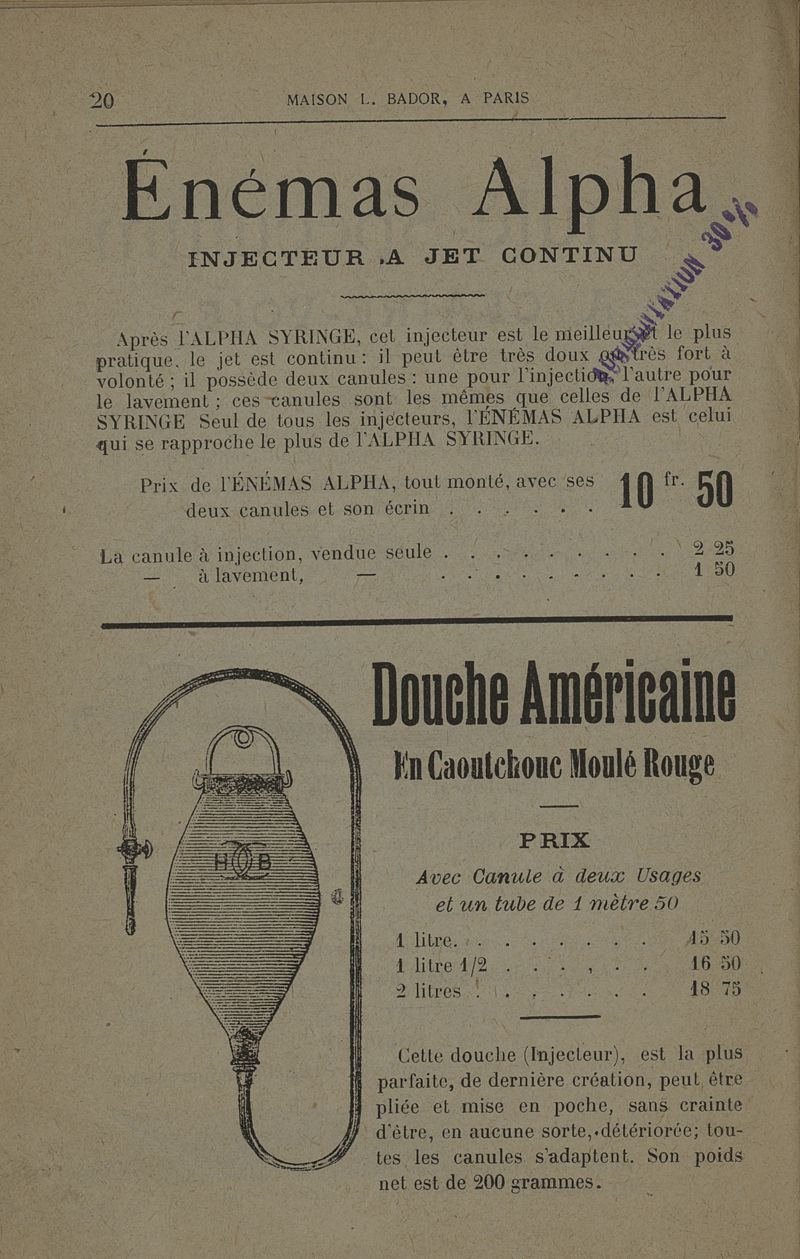 20
MAISON L. BADOR, A PARIS
Énémas Alpha
INJECTEUR A JET CONTINU
30 %
Après l'ALPHA SYRINGE, cet injecteur est le meilleur et le plus
pratique, le jet est continu : il peut être très doux ou très fort à
volonté ; il possède deux canules : une pour l'injection, l'autre pour
le lavement ; ces canules sont les mêmes que celles de l'ALPHA
SYRINGE Seul de tous les injecteurs, l'ÉNÉMAS ALPHA est celui
qui se rapproche le plus de l'ALPHA SYRINGE.
Prix de l'ÉNÉMAS ALPHA, tout monté, avec ses
deux canules et son écrin . . . . . . 10 fr. 50
La canule à injection, vendue seule . . . . . . . . . 2 25
— à lavement, — . . . . . . . . . 1 50
Douche Américaine
En Caoutchouc Moulé Rouge
PRIX
Avec Canule à deux Usages
et un tube de 1 mètre 50
1 litre. . . . . . . . 15 50
1 litre 1/2 . . . . . . 16 50
2 litres . . . . . . . 18 75
H B
Cette douche (Injecteur), est la plus
parfaite, de dernière création, peut être
pliée et mise en poche, sans crainte
d'être, en aucune sorte, détériorée; tou-
tes les canules s'adaptent. Son poids
net est de 200 grammes.